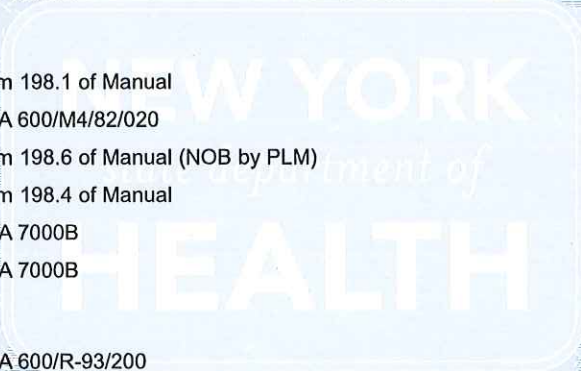 m 198.1 of Manual
NEW YORK
A 600/M4/82/020
m 198.6 of Manual (NOB by PLM)
state department of
m 198.4 of Manual
A 7000B
A 7000B
HEALTH
A 600/R-93/200